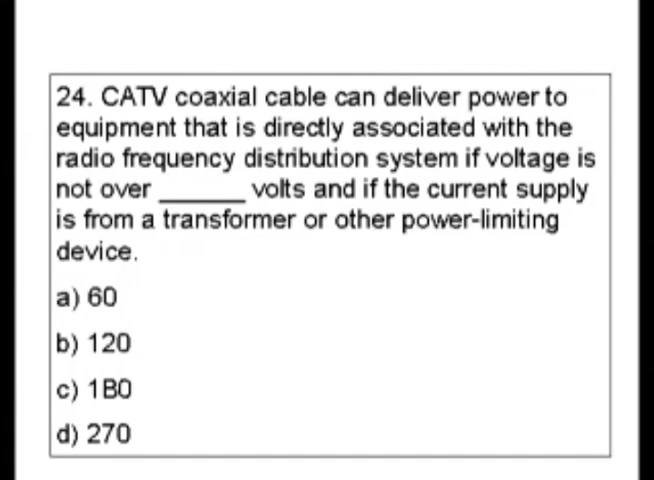 24. CATV coaxial cable can deliver power to
equipment that is directly associated with the
radio frequency distribution system if voltage is
not over ______ volts and if the current supply
is from a transformer or other power-limiting
device.
a) 60
b) 120
c) 1B0
d) 270